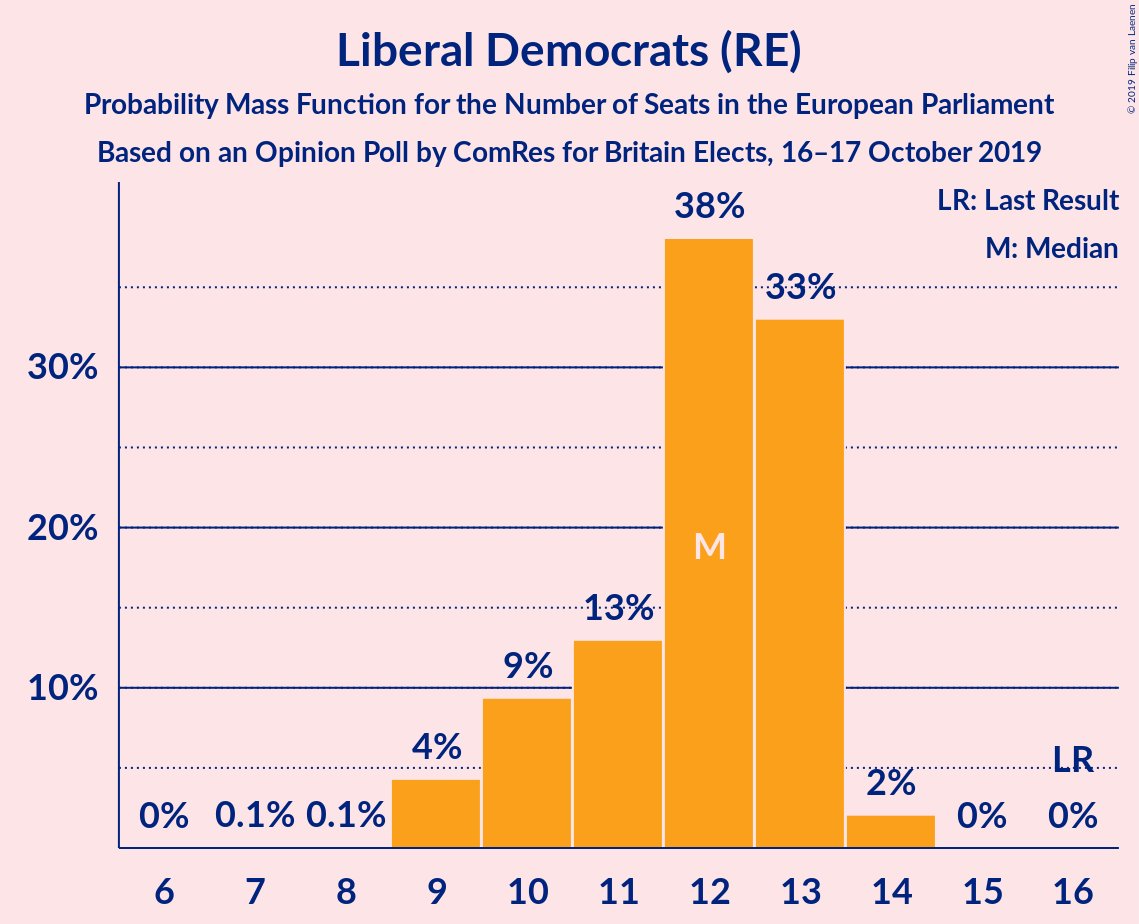 © 2019 Filip van Laenen
Liberal Democrats (RE)
Probability Mass Function for the Number of Seats in the European Parliament
Based on an Opinion Poll by ComRes for Britain Elects, 16–17 October 2019
LR: Last Result
M: Median
38%
33%
30%
20%
M
13%
9%
10%
4%
LR
2%
0% 0.1% 0.1% 0% 0%
6 7 8 9 10 11 12 13 14 15 16